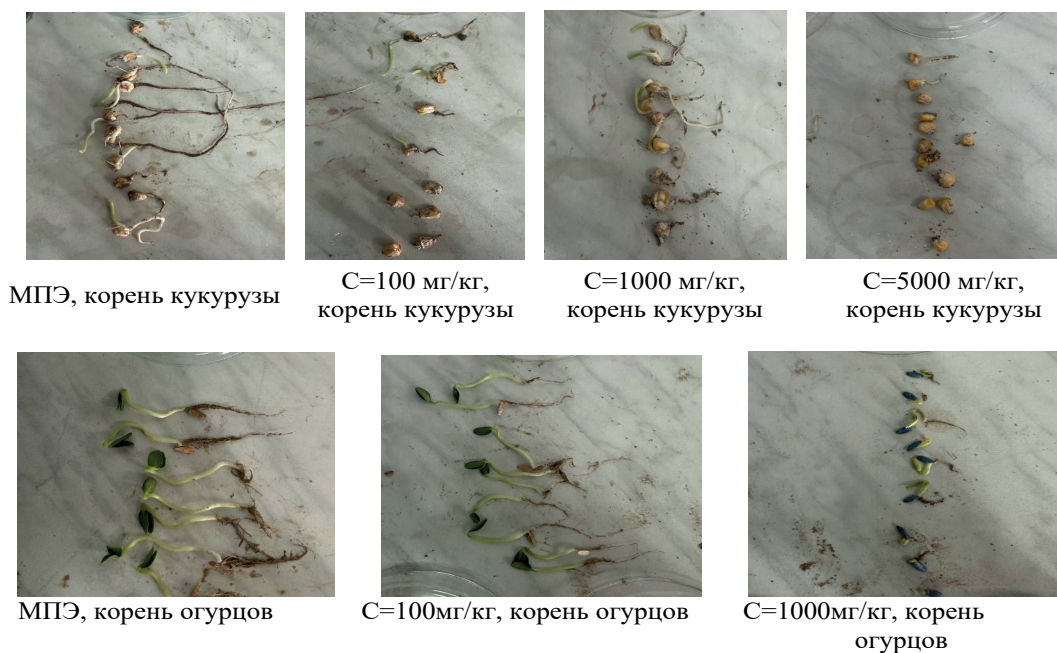 МПЭ, корень кукурузы
С=100 мг/кг,
корень кукурузы
С=1000 мг/кг,
корень кукурузы
С=5000 мг/кг,
корень кукурузы
МПЭ, корень огурцов
С=100мг/кг, корень огурцов
С=1000мг/кг, корень
огурцов